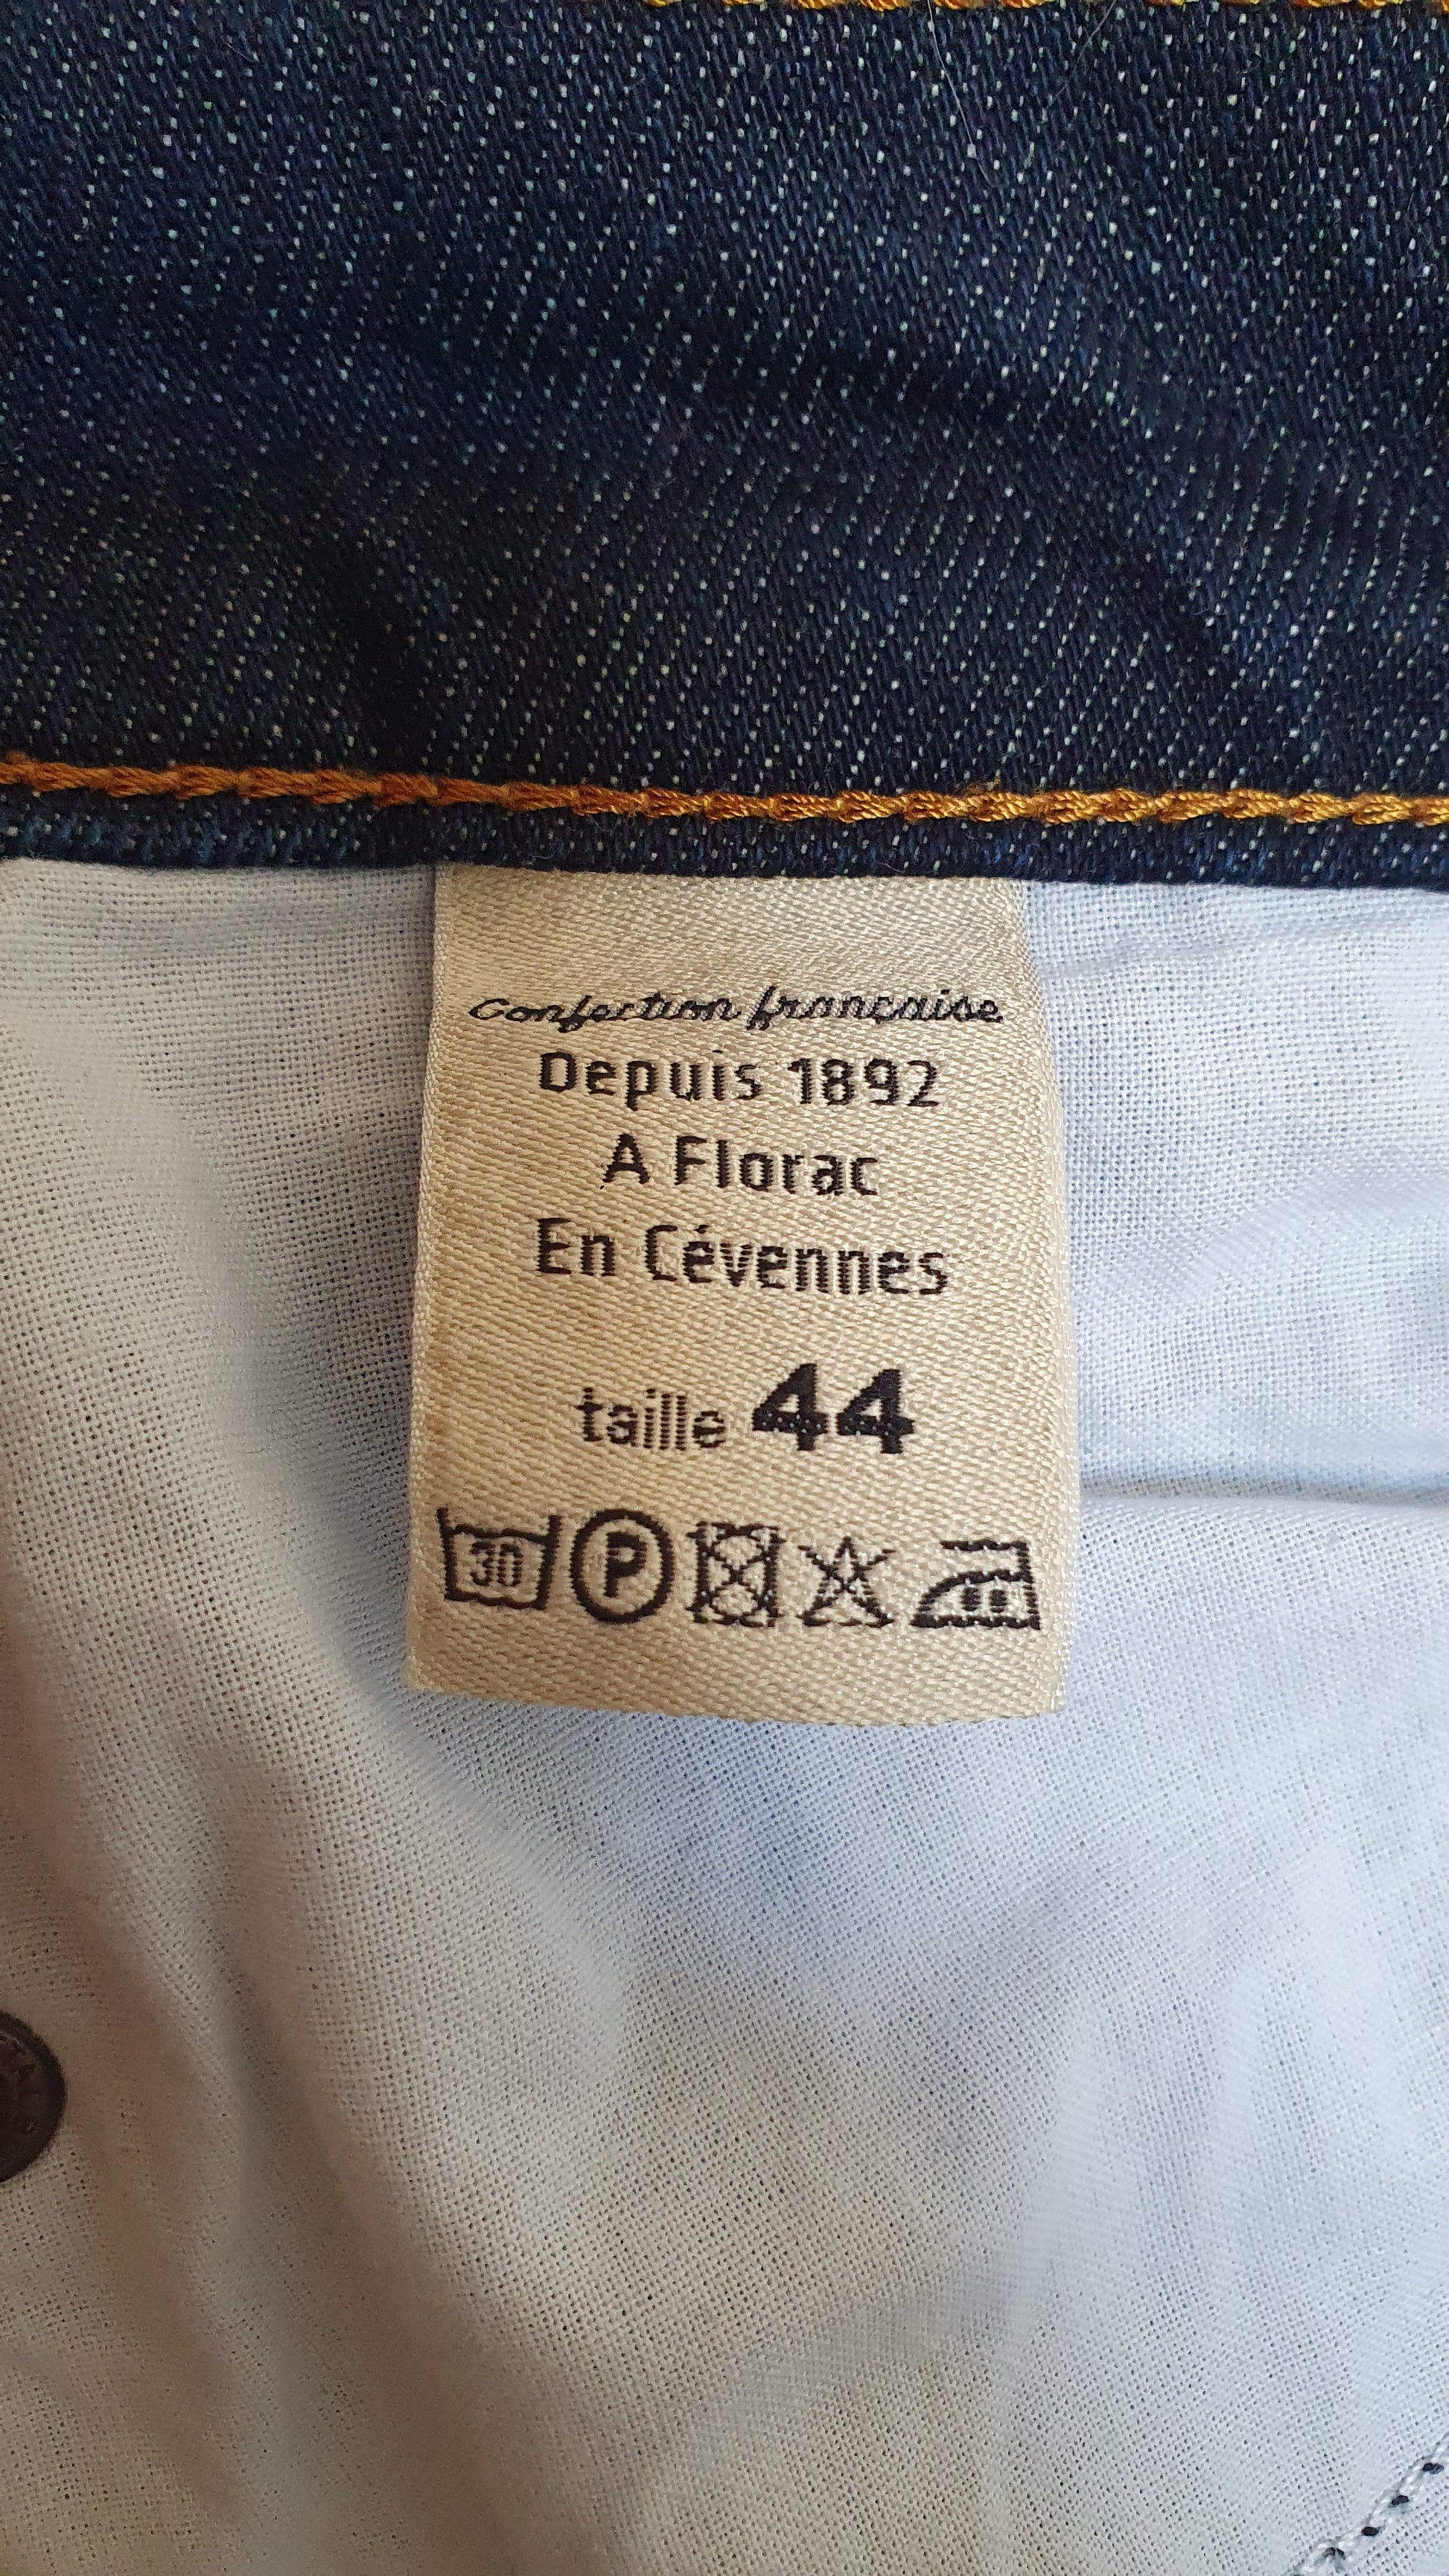 Confection française
Depuis 1892
A Florac
En Cévennes
taille 44
30 P